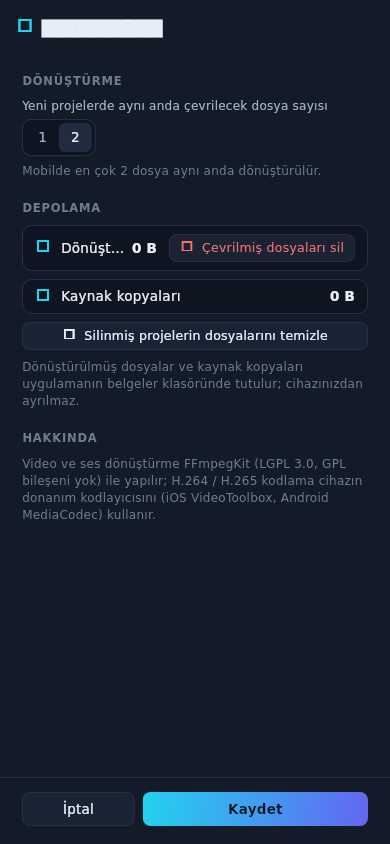 DÖNÜŞTÜRME
Yeni projelerde aynı anda çevrilecek dosya sayısı
1 2
Mobilde en çok 2 dosya aynı anda dönüştürülür.
DEPOLAMA
Dönüşt... 0 B Çevrilmiş dosyaları sil
Kaynak kopyaları 0 B
Silinmiş projelerin dosyalarını temizle
Dönüştürülmüş dosyalar ve kaynak kopyaları
uygulamanın belgeler klasöründe tutulur; cihazınızdan
ayrılmaz.
HAKKINDA
Video ve ses dönüştürme FFmpegKit (LGPL 3.0, GPL
bileşeni yok) ile yapılır; H.264 / H.265 kodlama cihazın
donanım kodlayıcısını (iOS VideoToolbox, Android
MediaCodec) kullanır.
İptal Kaydet